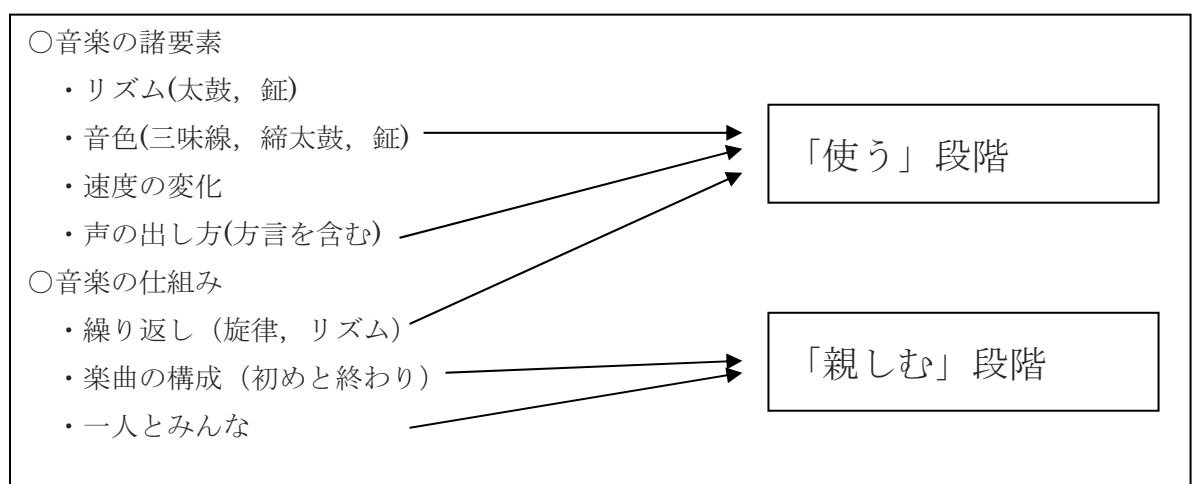 ○音楽の諸要素
・リズム(太鼓，鉦)
・音色(三味線，締太鼓，鉦)
・速度の変化
・声の出し方(方言を含む)
○音楽の仕組み
・繰り返し（旋律，リズム）
・楽曲の構成（初めと終わり）
・一人とみんな
「使う」段階
「親しむ」段階